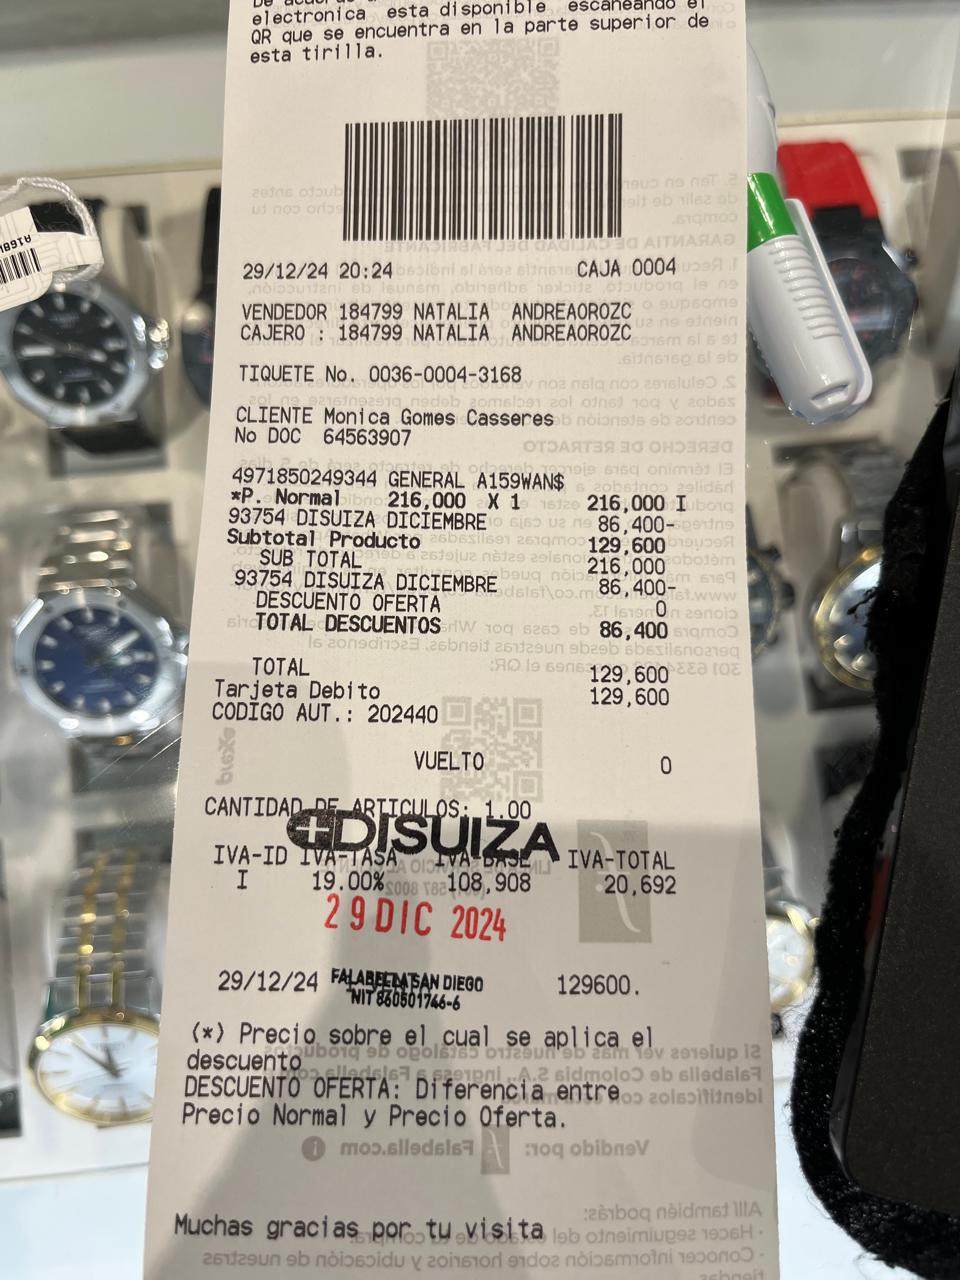 electronica esta disponible escaneando el
QR que se encuentra en la parte superior de
esta tirilla.
29/12/24 20:24 CAJA 0004
VENDEDOR 184799 NATALIA ANDREAOROZC
CAJERO : 184799 NATALIA ANDREAOROZC
TIQUETE No. 0036-0004-3168
CLIENTE Monica Gomes Casseres
No DOC 64563907
4971850249344 GENERAL A159WAN$
*P. Normal 216,000 X 1 216,000 I
93754 DISUIZA DICIEMBRE 86,400-
Subtotal Producto 129,600
SUB TOTAL 216,000
93754 DISUIZA DICIEMBRE 86,400-
DESCUENTO OFERTA 0
TOTAL DESCUENTOS 86,400
TOTAL 129,600
Tarjeta Debito 129,600
CODIGO AUT.: 202440
VUELTO 0
CANTIDAD DE ARTICULOS: 1.00
DISUIZA
IVA-ID IVA-TASA IVA-BASE IVA-TOTAL
I 19.00% 108,908 20,692
29 DIC 2024
29/12/24 FALABELLA SAN DIEGO 129600.
NIT 860501746-6
(*) Precio sobre el cual se aplica el
descuento
DESCUENTO OFERTA: Diferencia entre
Precio Normal y Precio Oferta.
Muchas gracias por tu visita